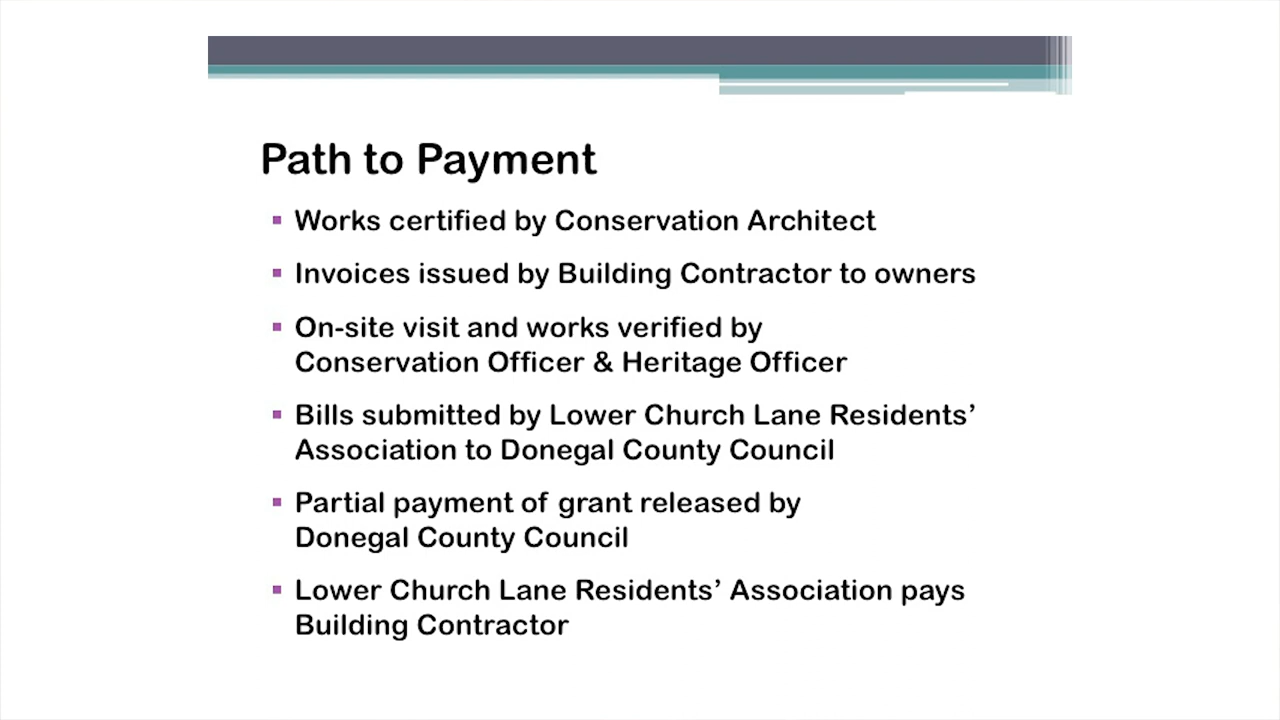 Path to Payment
▪ Works certified by Conservation Architect
▪ Invoices issued by Building Contractor to owners
▪ On-site visit and works verified by
Conservation Officer & Heritage Officer
▪ Bills submitted by Lower Church Lane Residents’
Association to Donegal County Council
▪ Partial payment of grant released by
Donegal County Council
▪ Lower Church Lane Residents’ Association pays
Building Contractor